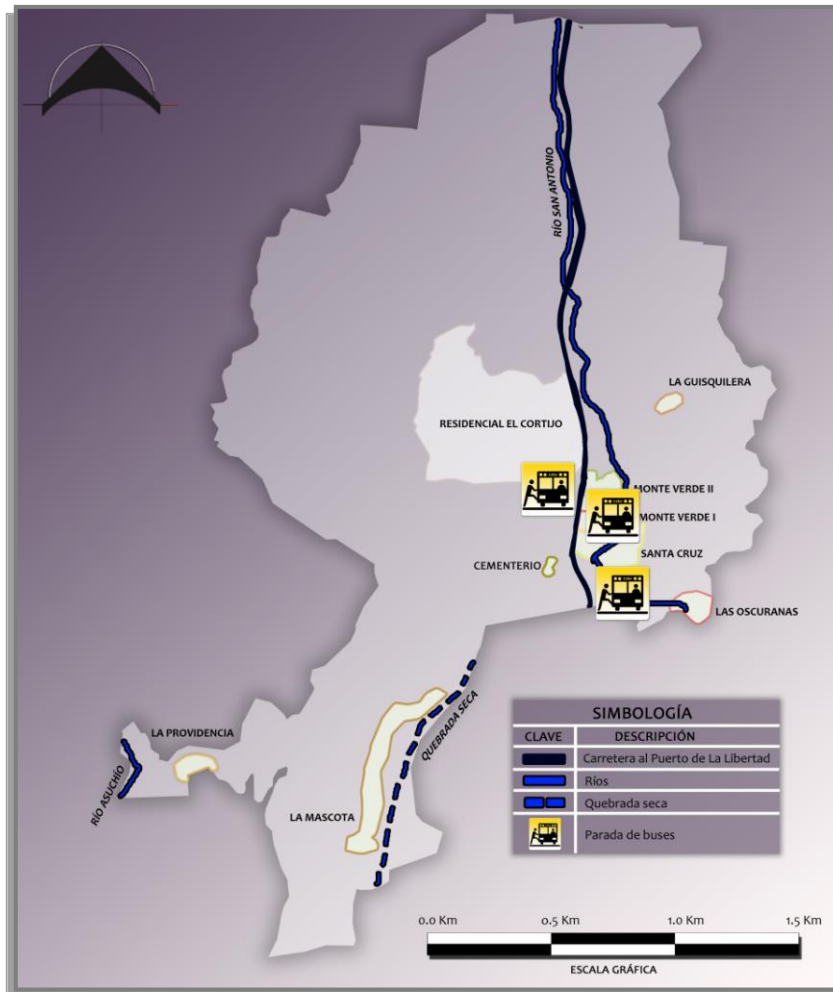 RÍO SAN ANTONIO
LA GUISQUILERA
RESIDENCIAL EL CORTIJO
MONTE VERDE II
MONTE VERDE I
SANTA CRUZ
CEMENTERIO
LAS OSCURANAS
QUEBRADA SECA
LA PROVIDENCIA
RÍO ASUCHÍO
LA MASCOTA
SIMBOLOGÍA
CLAVE DESCRIPCIÓN
Carretera al Puerto de La Libertad
Ríos
Quebrada seca
Parada de buses
0.0 Km 0.5 Km 1.0 Km 1.5 Km
ESCALA GRÁFICA